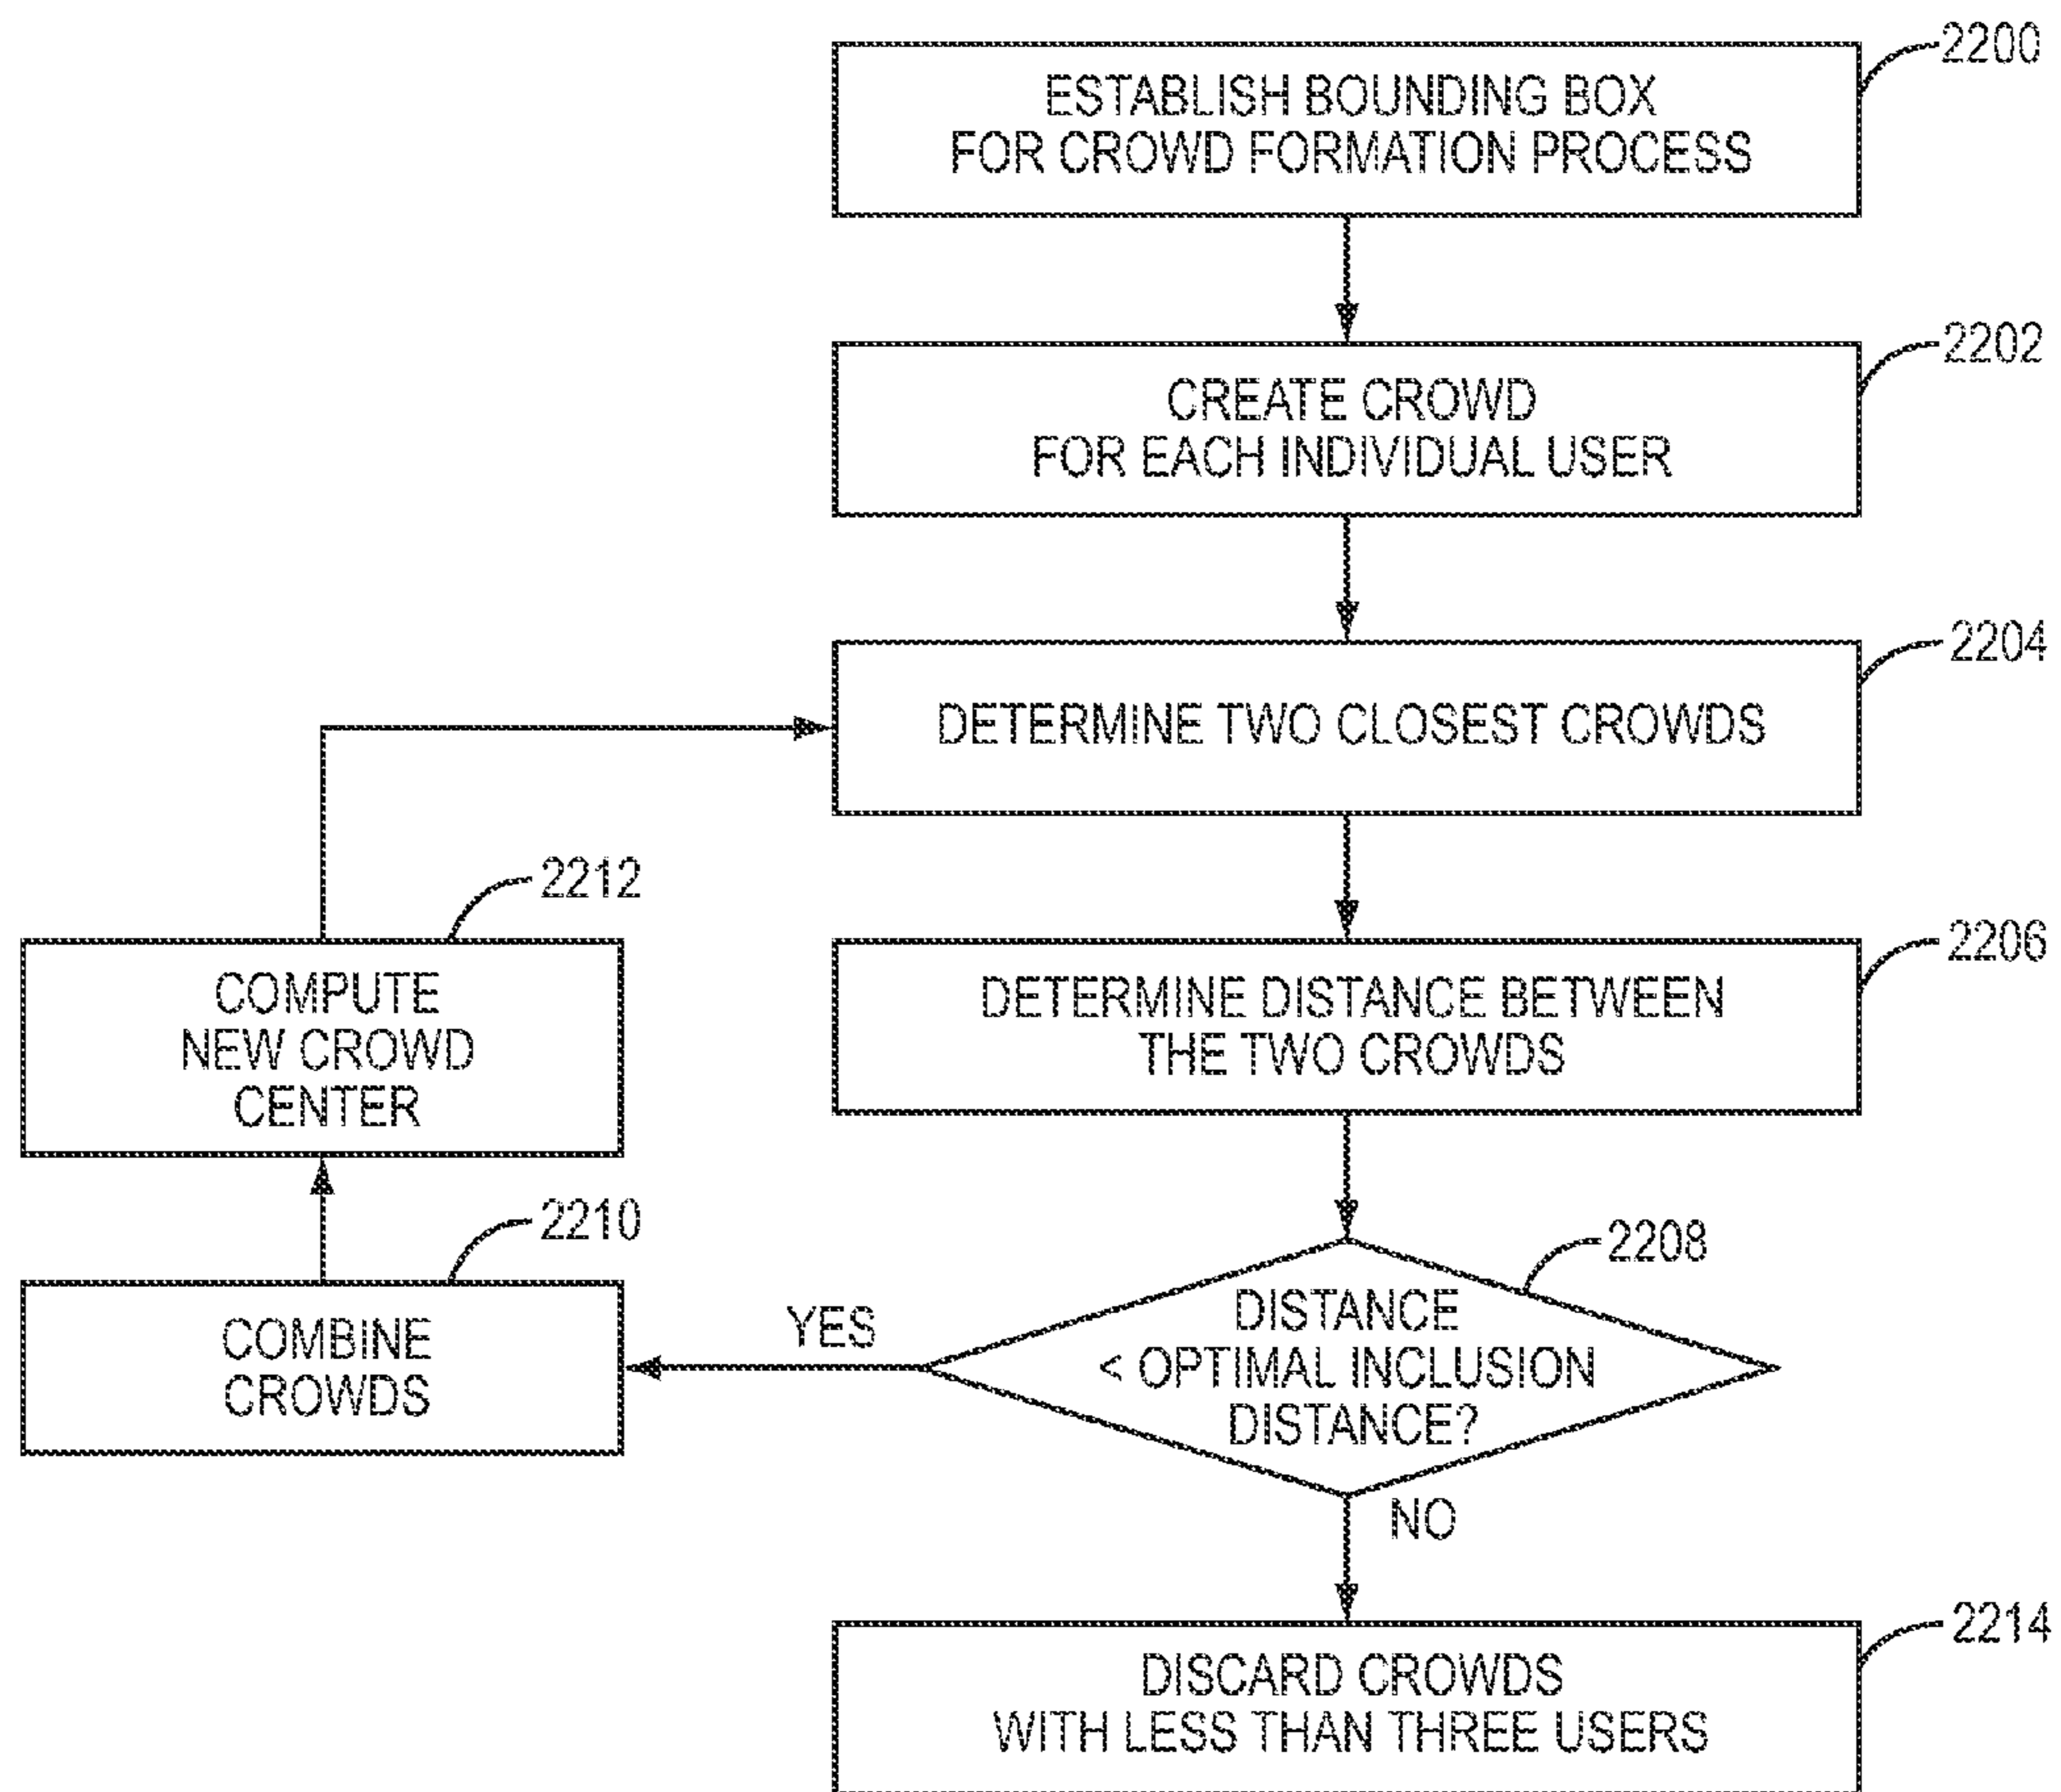 2200
ESTABLISH BOUNDING BOX
FOR CROWD FORMATION PROCESS
2202
CREATE CROWD
FOR EACH INDIVIDUAL USER
2204
DETERMINE TWO CLOSEST CROWDS
2212
COMPUTE
NEW CROWD
CENTER
2206
DETERMINE DISTANCE BETWEEN
THE TWO CROWDS
2210
COMBINE
CROWDS
YES
2208
DISTANCE
< OPTIMAL INCLUSION
DISTANCE?
NO
2214
DISCARD CROWDS
WITH LESS THAN THREE USERS